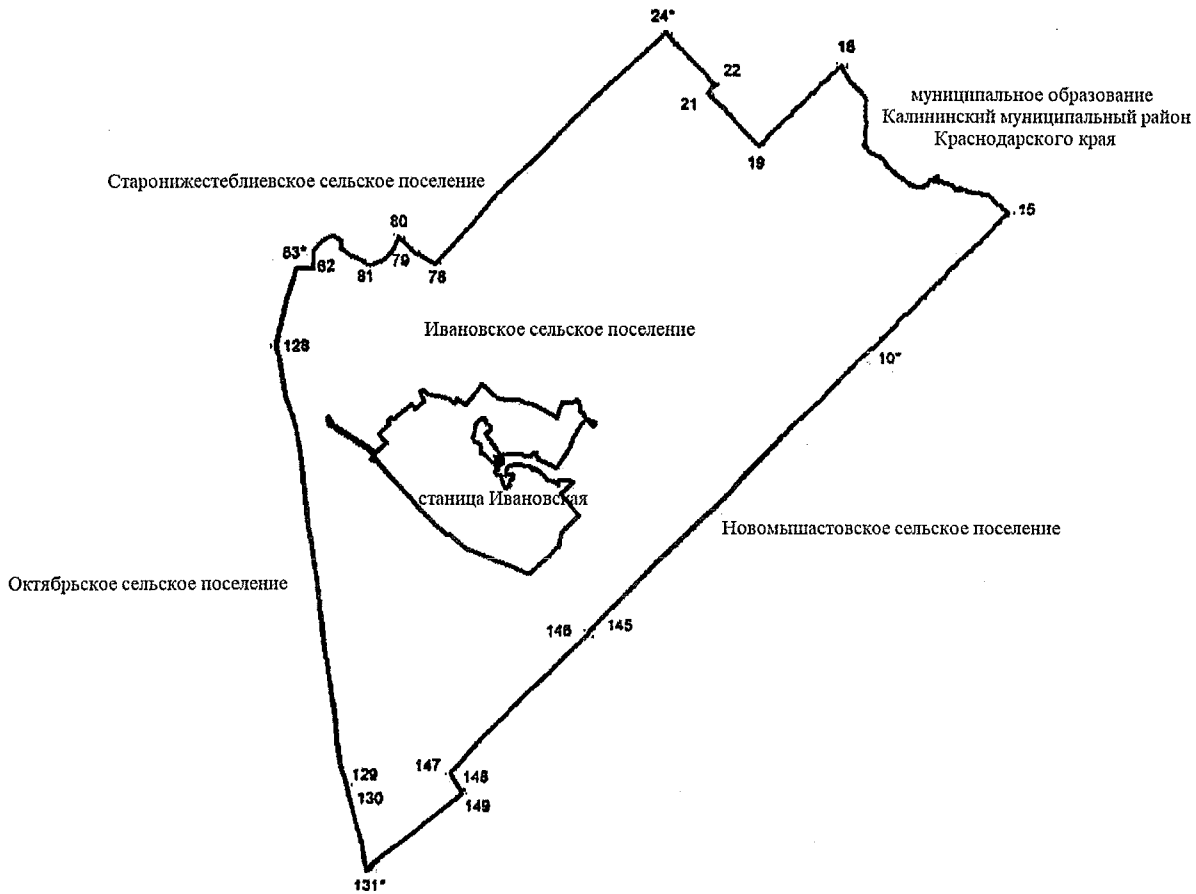 24*
18
22
муниципальное образование
Калининский муниципальный район
Краснодарского края
21
19
Старонижестеблиевское сельское поселение
15
80
83*
82
81
79
78
Ивановское сельское поселение
128
10*
станица Ивановская
Новомышастовское сельское поселение
Октябрьское сельское поселение
146
145
129
147
148
130
149
131*